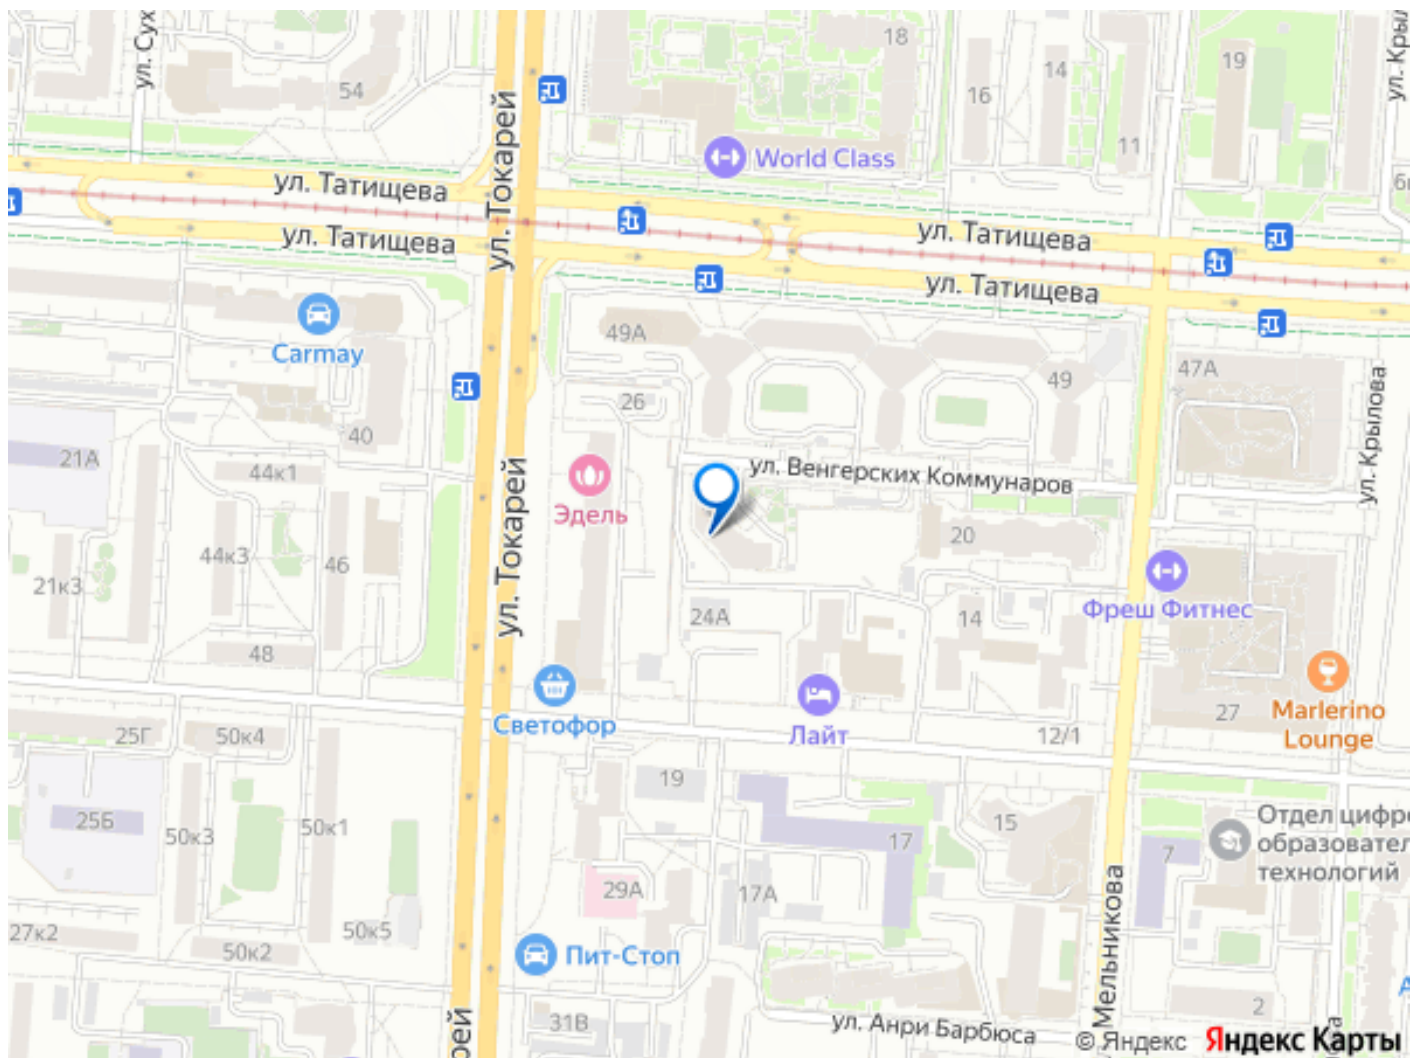 ул. Сух
54
ул. Токарей
18
16
14
11
19
ул. Кры
World Class
ул. Татищева
ул. Татищева
ул. Татищева
ул. Татищева
Carmay
49А
49
47А
26
40
21А
44к1
ул. Крылова
ул. Венгерских Коммунаров
Эдель
ул. Токарей
20
44к3
46
21к3
Фреш Фитнес
24А
14
48
Светофор
Лайт
12/1
27
Marlerino
Lounge
25Г
50к4
19
25Б
50к3
50к1
17
15
7
Отдел цифро
образовател
технологий
29А
17А
27к2
50к2
50к5
Пит-Стоп
Мельникова
2
31В
ул. Анри Барбюса
рей
© Яндекс Яндекс Карты